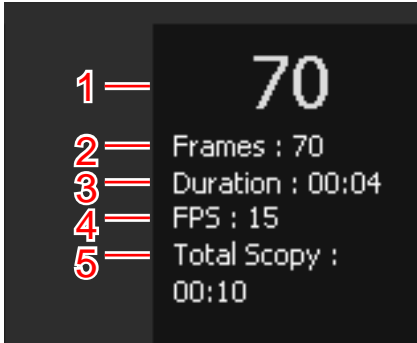 1 70
2 Frames : 70
3 Duration : 00:04
4 FPS : 15
5 Total Scopy :
00:10